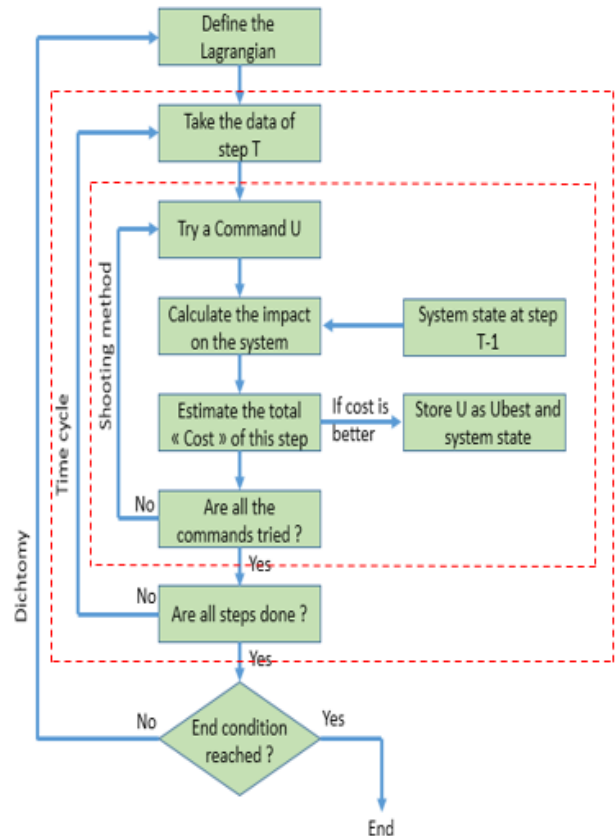 Define the
Lagrangian
Take the data of
step T
Try a Command U
Calculate the impact
on the system
System state at step
T-1
Estimate the total
« Cost » of this step
If cost is
better
Store U as Ubest and
system state
Are all the
commands tried ?
No
Yes
Shooting method
Are all steps done ?
No
Yes
Time cycle
End condition
reached ?
No
Yes
Dichtomy
End